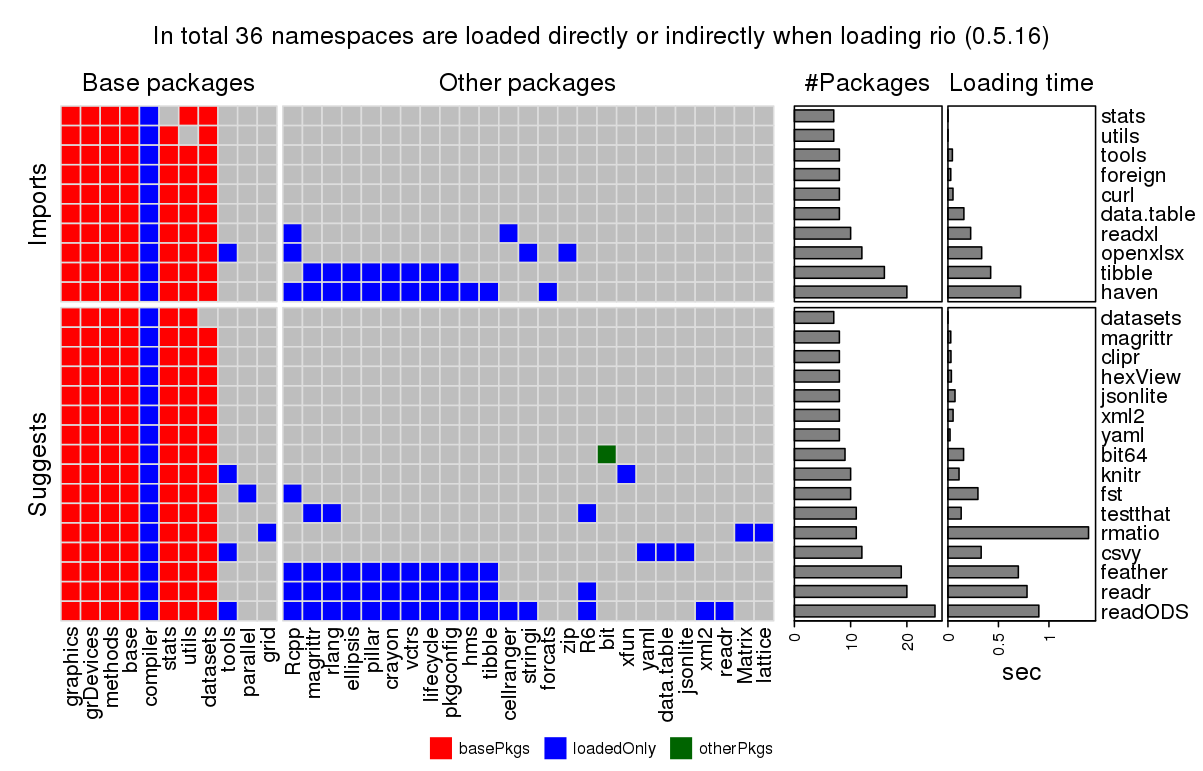 In total 36 namespaces are loaded directly or indirectly when loading rio (0.5.16)
Base packages
Other packages
#Packages
Loading time
Imports
stats
utils
tools
foreign
curl
data.table
readxl
openxlsx
tibble
haven
Suggests
datasets
magrittr
clipr
hexView
jsonlite
xml2
yaml
bit64
knitr
fst
testthat
rmatio
csvy
feather
readr
readODS
graphics
grDevices
methods
base
compiler
stats
utils
datasets
tools
parallel
grid
Rcpp
magrittr
rlang
ellipsis
pillar
crayon
vctrs
lifecycle
pkgconfig
hms
tibble
cellranger
stringi
forcats
zip
R6
bit
xfun
yaml
data.table
jsonlite
xml2
readr
Matrix
lattice
0
10
20
0
0.5
1
sec
basePkgs
loadedOnly
otherPkgs